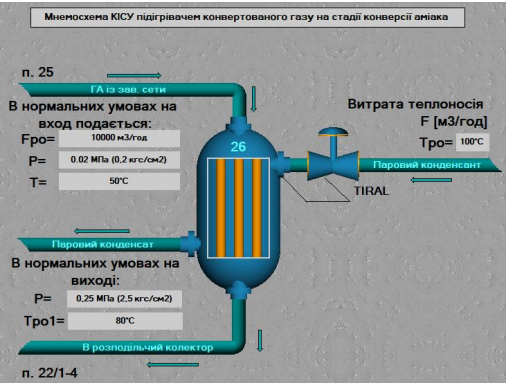 Мнемосхема КІСУ підігрівачем конвертованого газу на стадії конверсії аміака
п. 25
ГА із зав. сети
В нормальних умовах на
вход подається:
Fpo= 10000 м3/год
P= 0.02 МПа (0,2 кгс/см2)
T= 50°C
26
Витрата теплоносія
F [м3/год]
Tpo= 100°C
Паровий конденсант
TIRAL
Паровий конденсат
В нормальних умовах на
виході:
P= 0,25 МПа (2,5 кгс/см2)
Tpo1= 80°C
В розподільчий колектор
п. 22/1-4